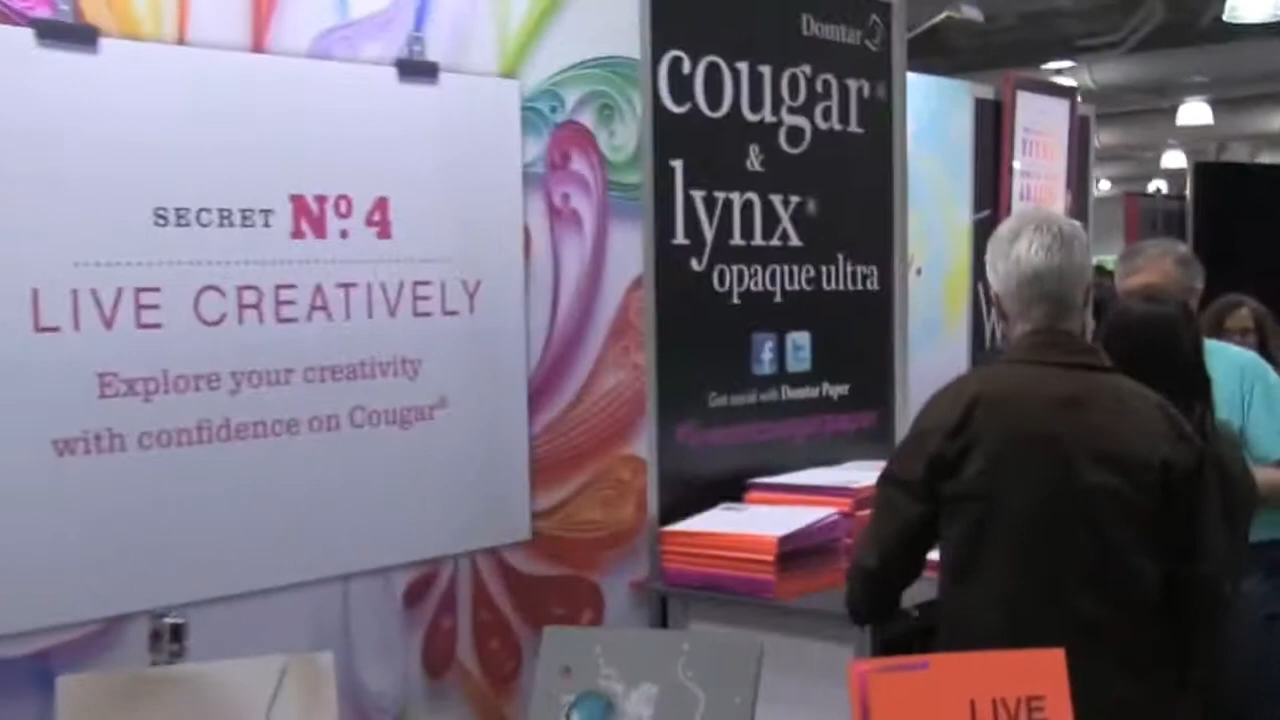 SECRET Nº 4
LIVE CREATIVELY
Explore your creativity
with confidence on Cougar®
Domtar
cougar®
&
lynx®
opaque ultra
Get social with Domtar Paper
LIVE